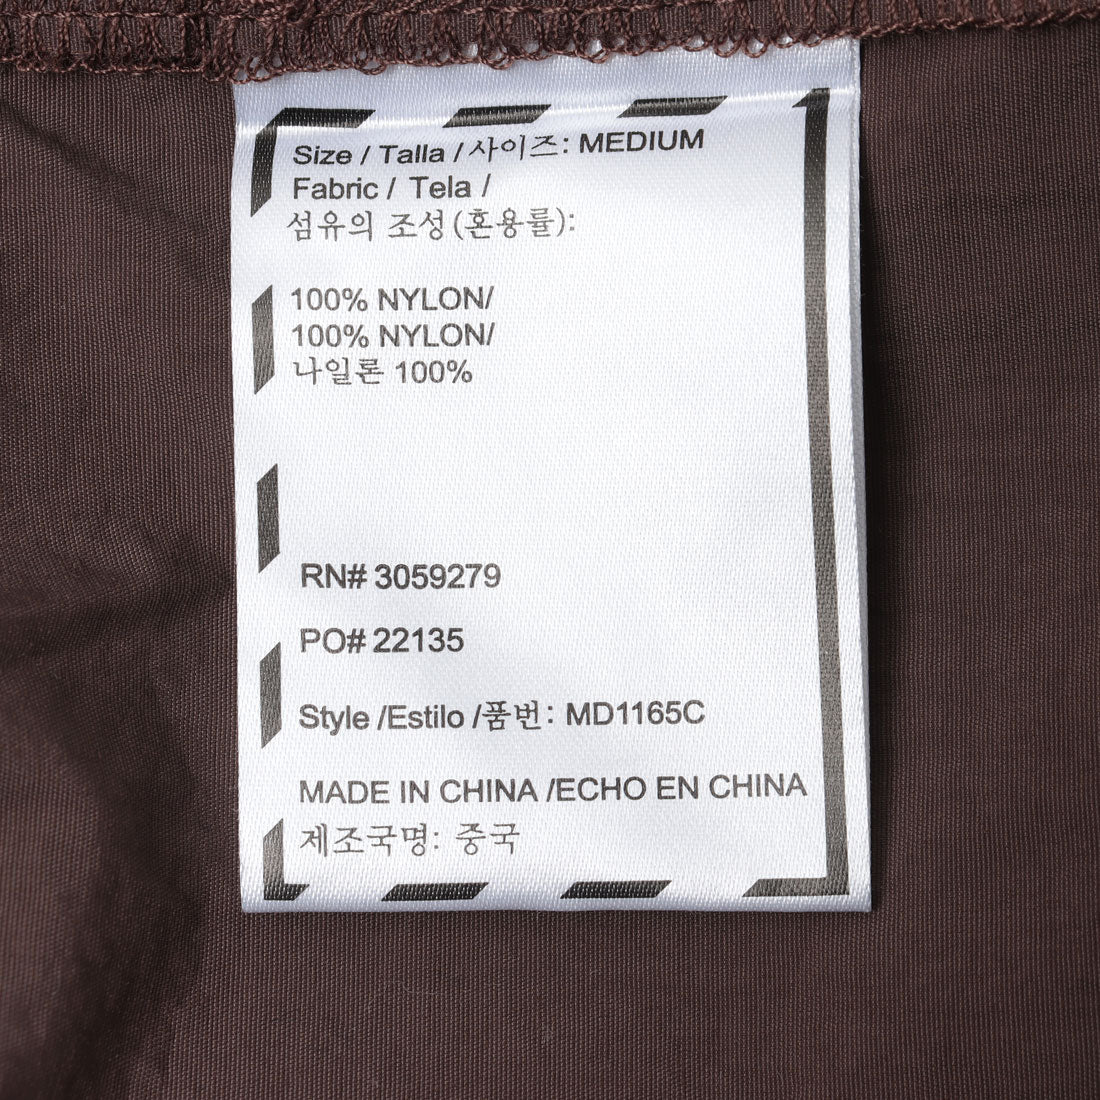 Size / Talla / 사이즈: MEDIUM
Fabric / Tela /
섬유의 조성(혼용률):
100% NYLON/
100% NYLON/
나일론 100%
RN# 3059279
PO# 22135
Style /Estilo /품번: MD1165C
MADE IN CHINA /ECHO EN CHINA
제조국명: 중국